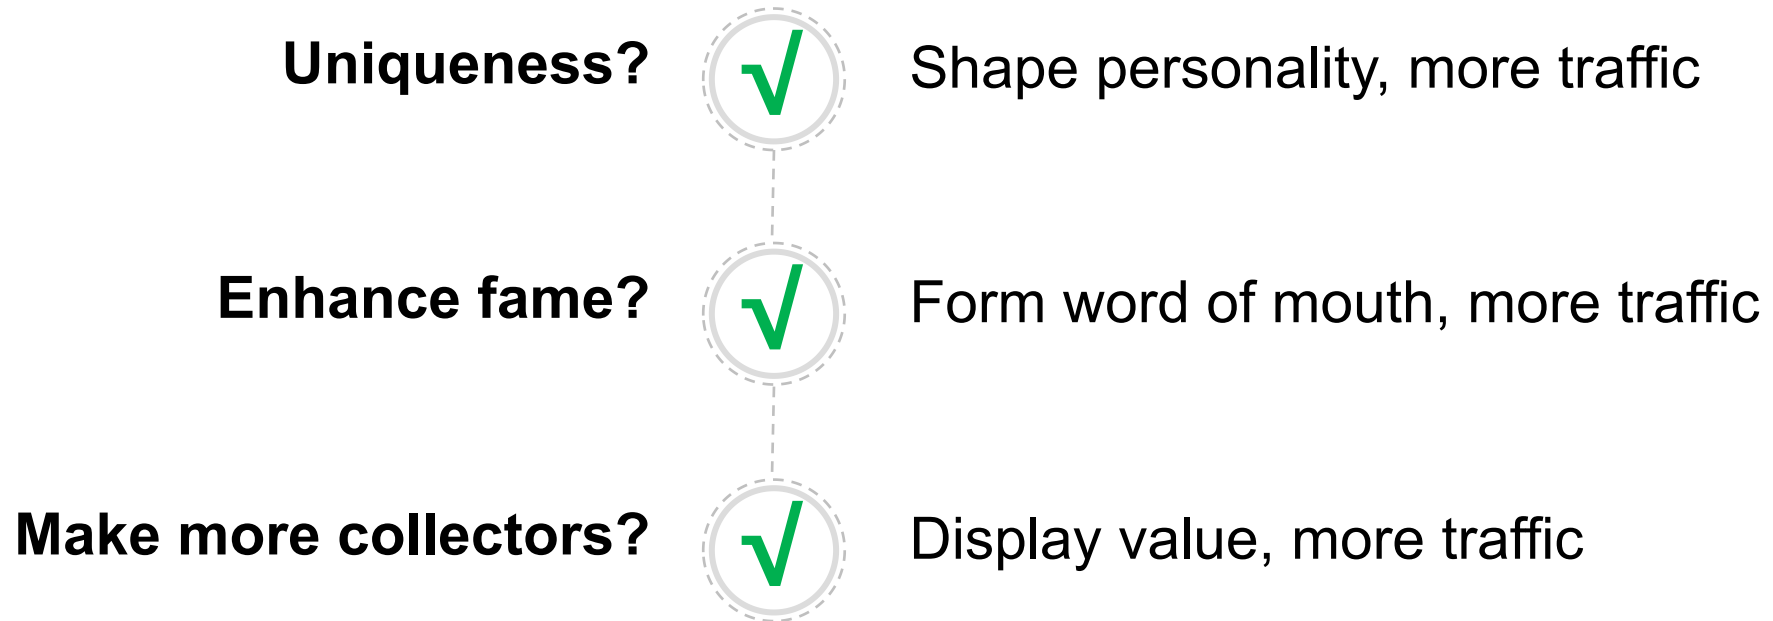 Uniqueness? √ Shape personality, more traffic
Enhance fame? √ Form word of mouth, more traffic
Make more collectors? √ Display value, more traffic